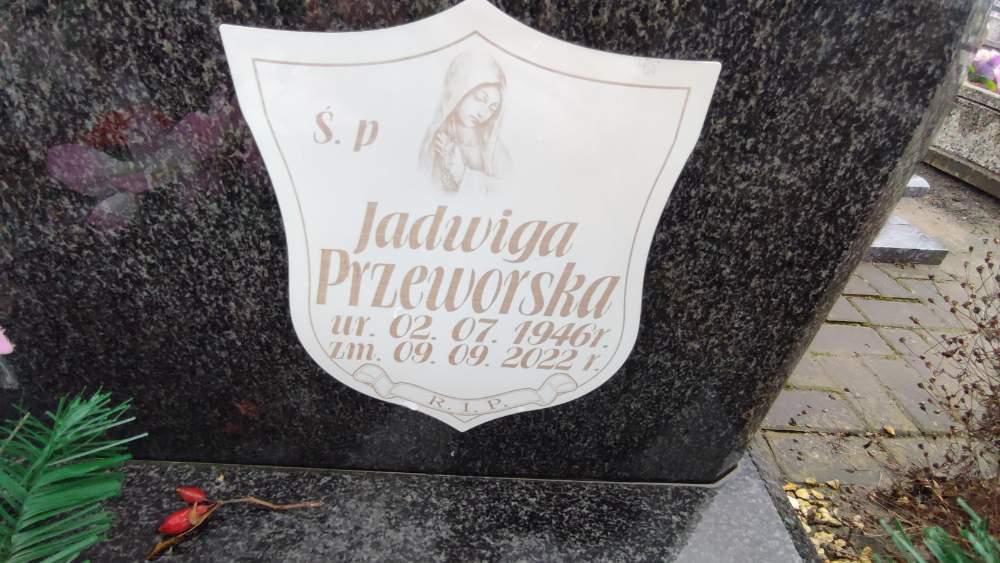 Ś. p
Jadwiga
Przeworska
ur. 02. 07. 1946r.
zm. 09. 09. 2022 r.
R. I. P.